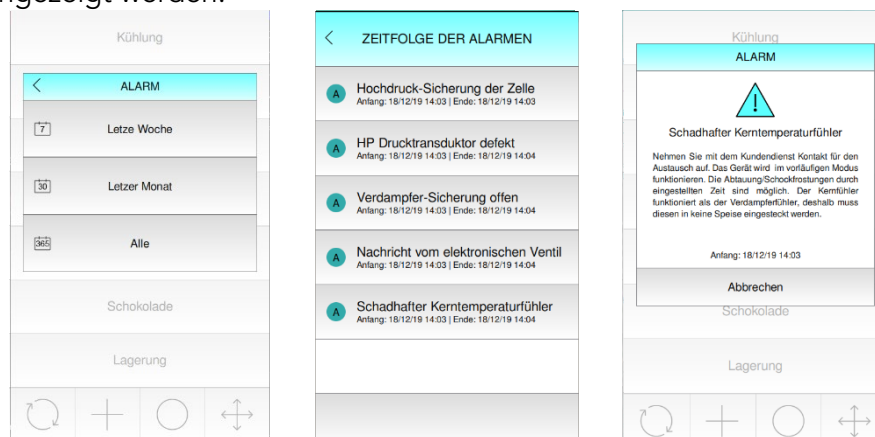 ngezeigt werden.
Kühlung
ALARM
7
Letze Woche
30
Letzer Monat
365
Alle
Schokolade
Lagerung
ZEITFOLGE DER ALARMEN
A
Hochdruck-Sicherung der Zelle
Anfang: 18/12/19 14:03 | Ende: 18/12/19 14:03
A
HP Drucktransduktor defekt
Anfang: 18/12/19 14:03 | Ende: 18/12/19 14:04
A
Verdampfer-Sicherung offen
Anfang: 18/12/19 14:03 | Ende: 18/12/19 14:04
A
Nachricht vom elektronischen Ventil
Anfang: 18/12/19 14:03 | Ende: 18/12/19 14:04
A
Schadhafter Kerntemperaturfühler
Anfang: 18/12/19 14:03 | Ende: 18/12/19 14:04
Kühlung
ALARM
Schadhafter Kerntemperaturfühler
Nehmen Sie mit dem Kundendienst Kontakt für den
Austausch auf. Das Gerät wird im vorläufigen Modus
funktionieren. Die Abtauung/Schockfrostungen durch
eingestellten Zeit sind möglich. Der Kernfühler
funktioniert als der Verdampferfühler, deshalb muss
diesen in keine Speise eingesteckt werden.
Anfang: 18/12/19 14:03
Abbrechen
Schokolade
Lagerung